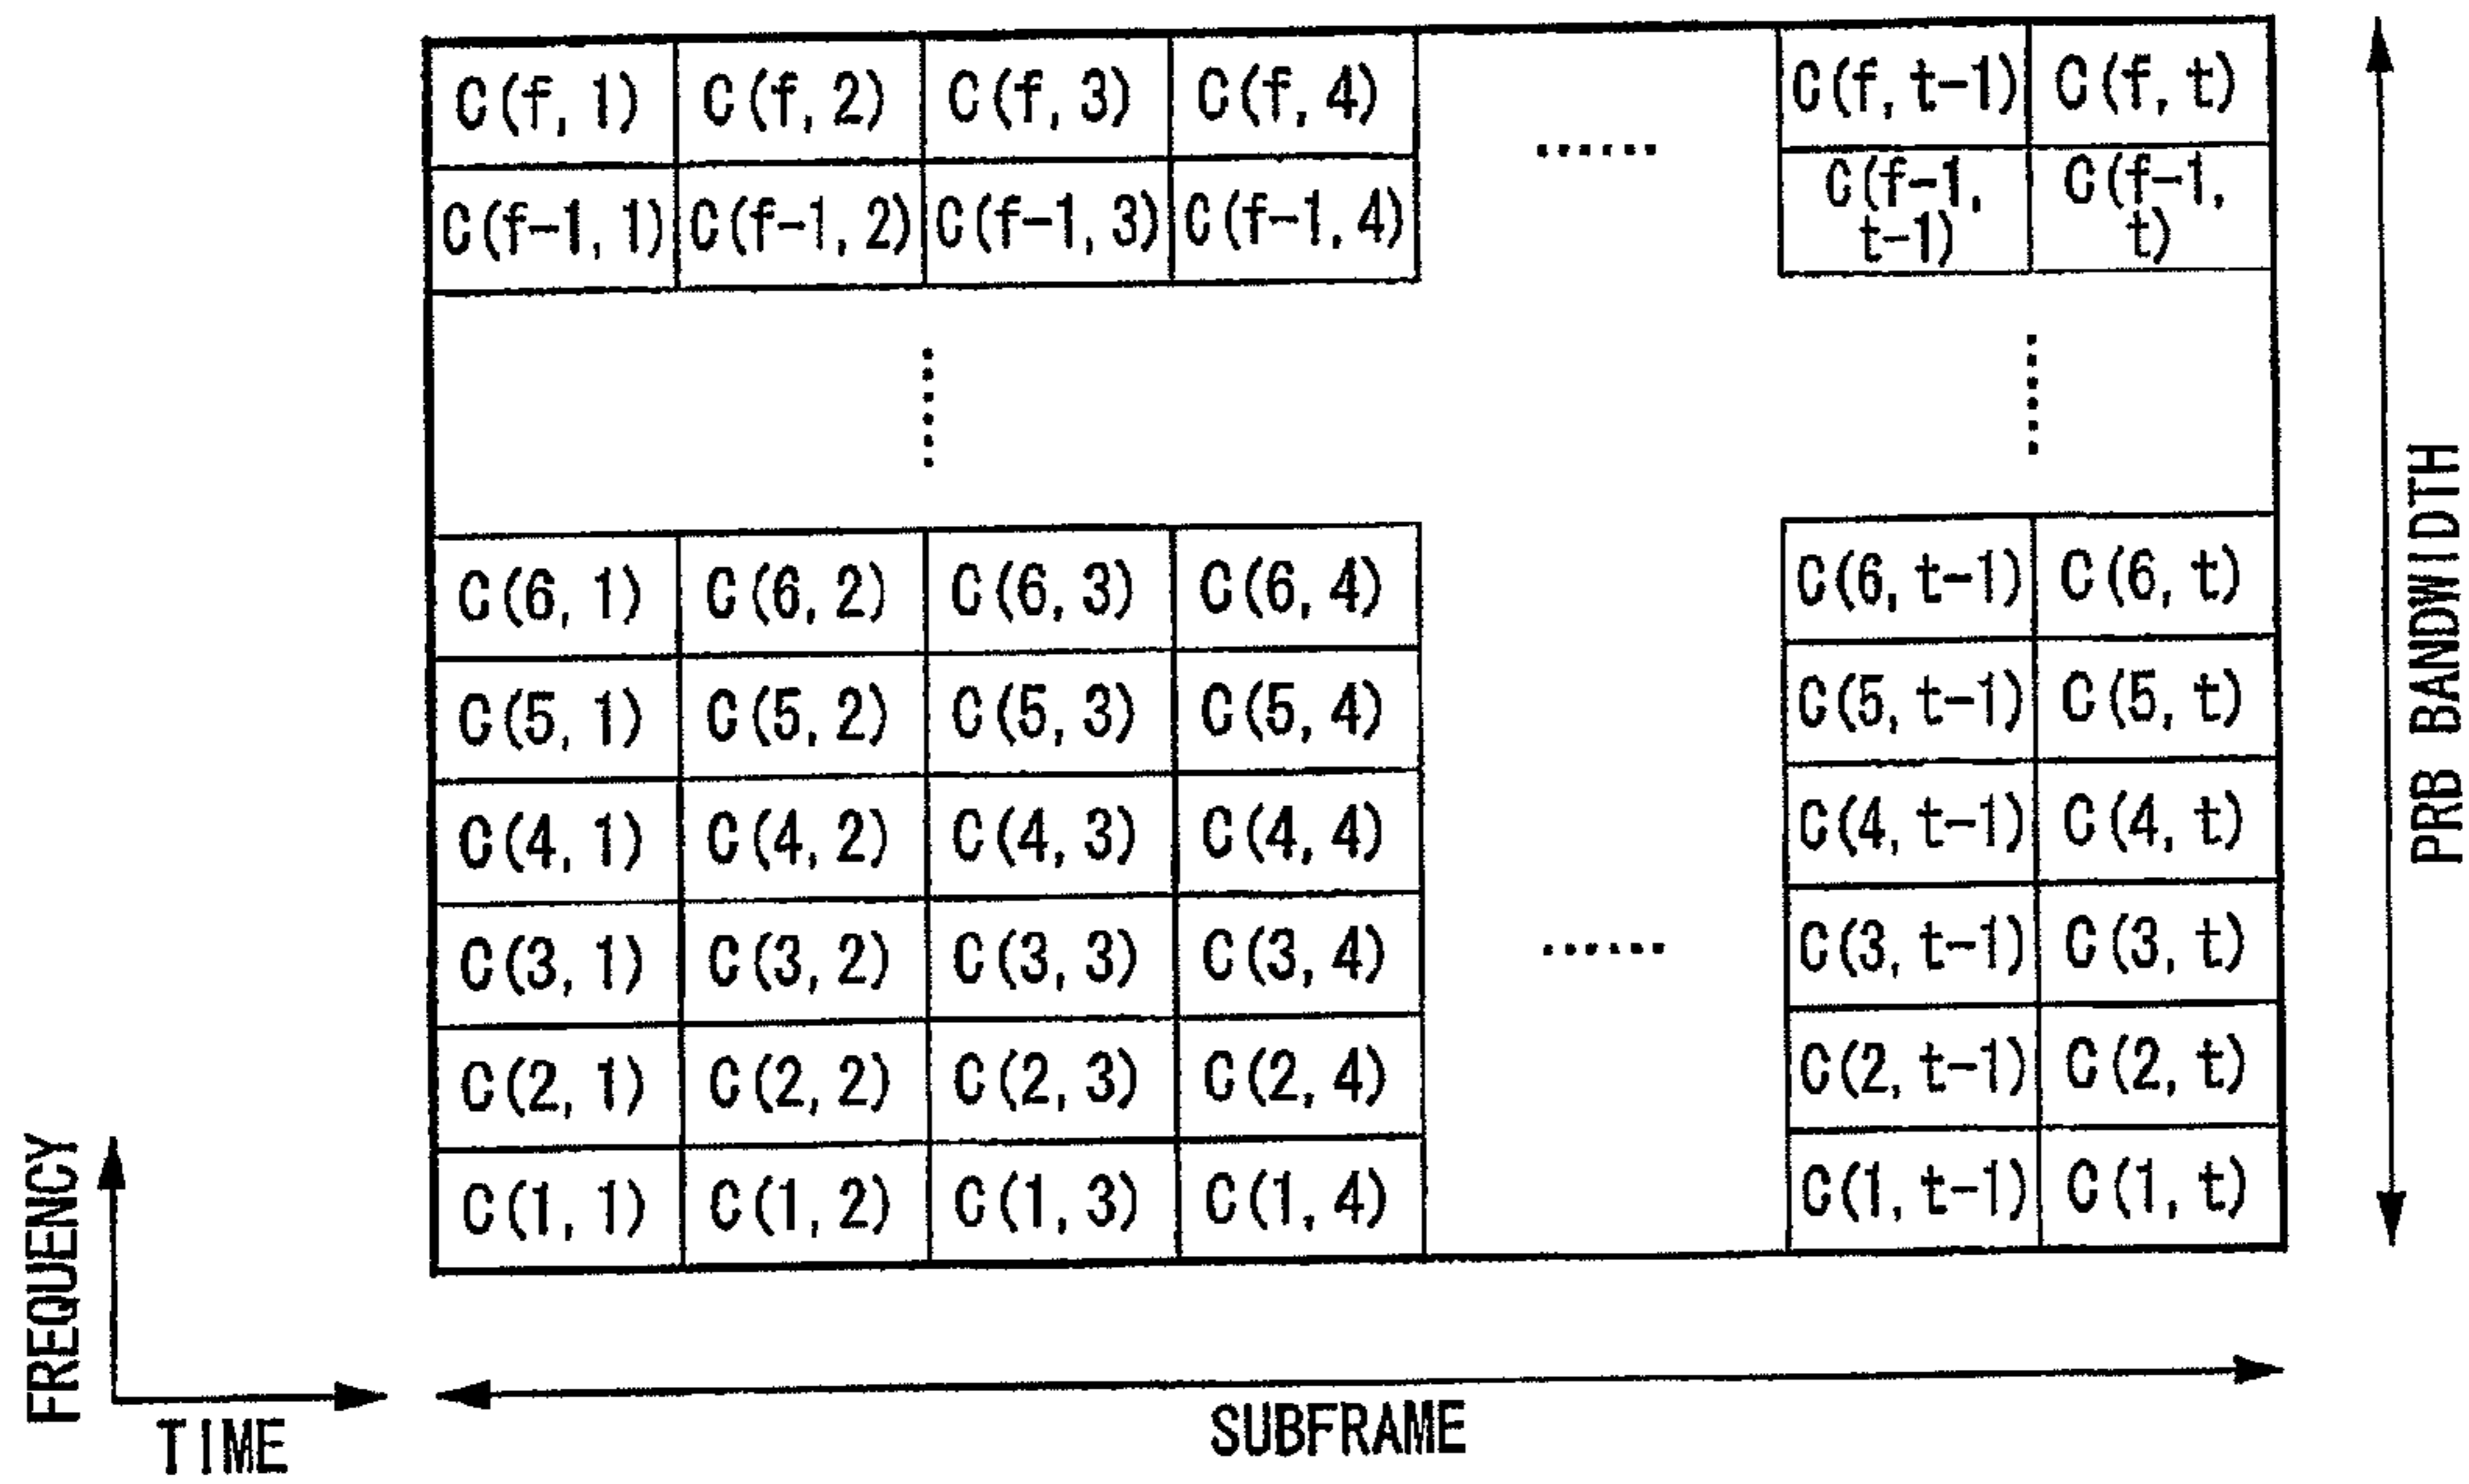 C(f, 1) C(f, 2) C(f, 3) C(f, 4) ...... C(f, t-1) C(f, t)
C(f-1, 1) C(f-1, 2) C(f-1, 3) C(f-1, 4) C(f-1, t-1) C(f-1, t)
C(6, 1) C(6, 2) C(6, 3) C(6, 4) C(6, t-1) C(6, t)
C(5, 1) C(5, 2) C(5, 3) C(5, 4) C(5, t-1) C(5, t)
C(4, 1) C(4, 2) C(4, 3) C(4, 4) C(4, t-1) C(4, t)
C(3, 1) C(3, 2) C(3, 3) C(3, 4) ...... C(3, t-1) C(3, t)
C(2, 1) C(2, 2) C(2, 3) C(2, 4) C(2, t-1) C(2, t)
C(1, 1) C(1, 2) C(1, 3) C(1, 4) C(1, t-1) C(1, t)
PRB BANDWIDTH
FREQUENCY
TIME
SUBFRAME